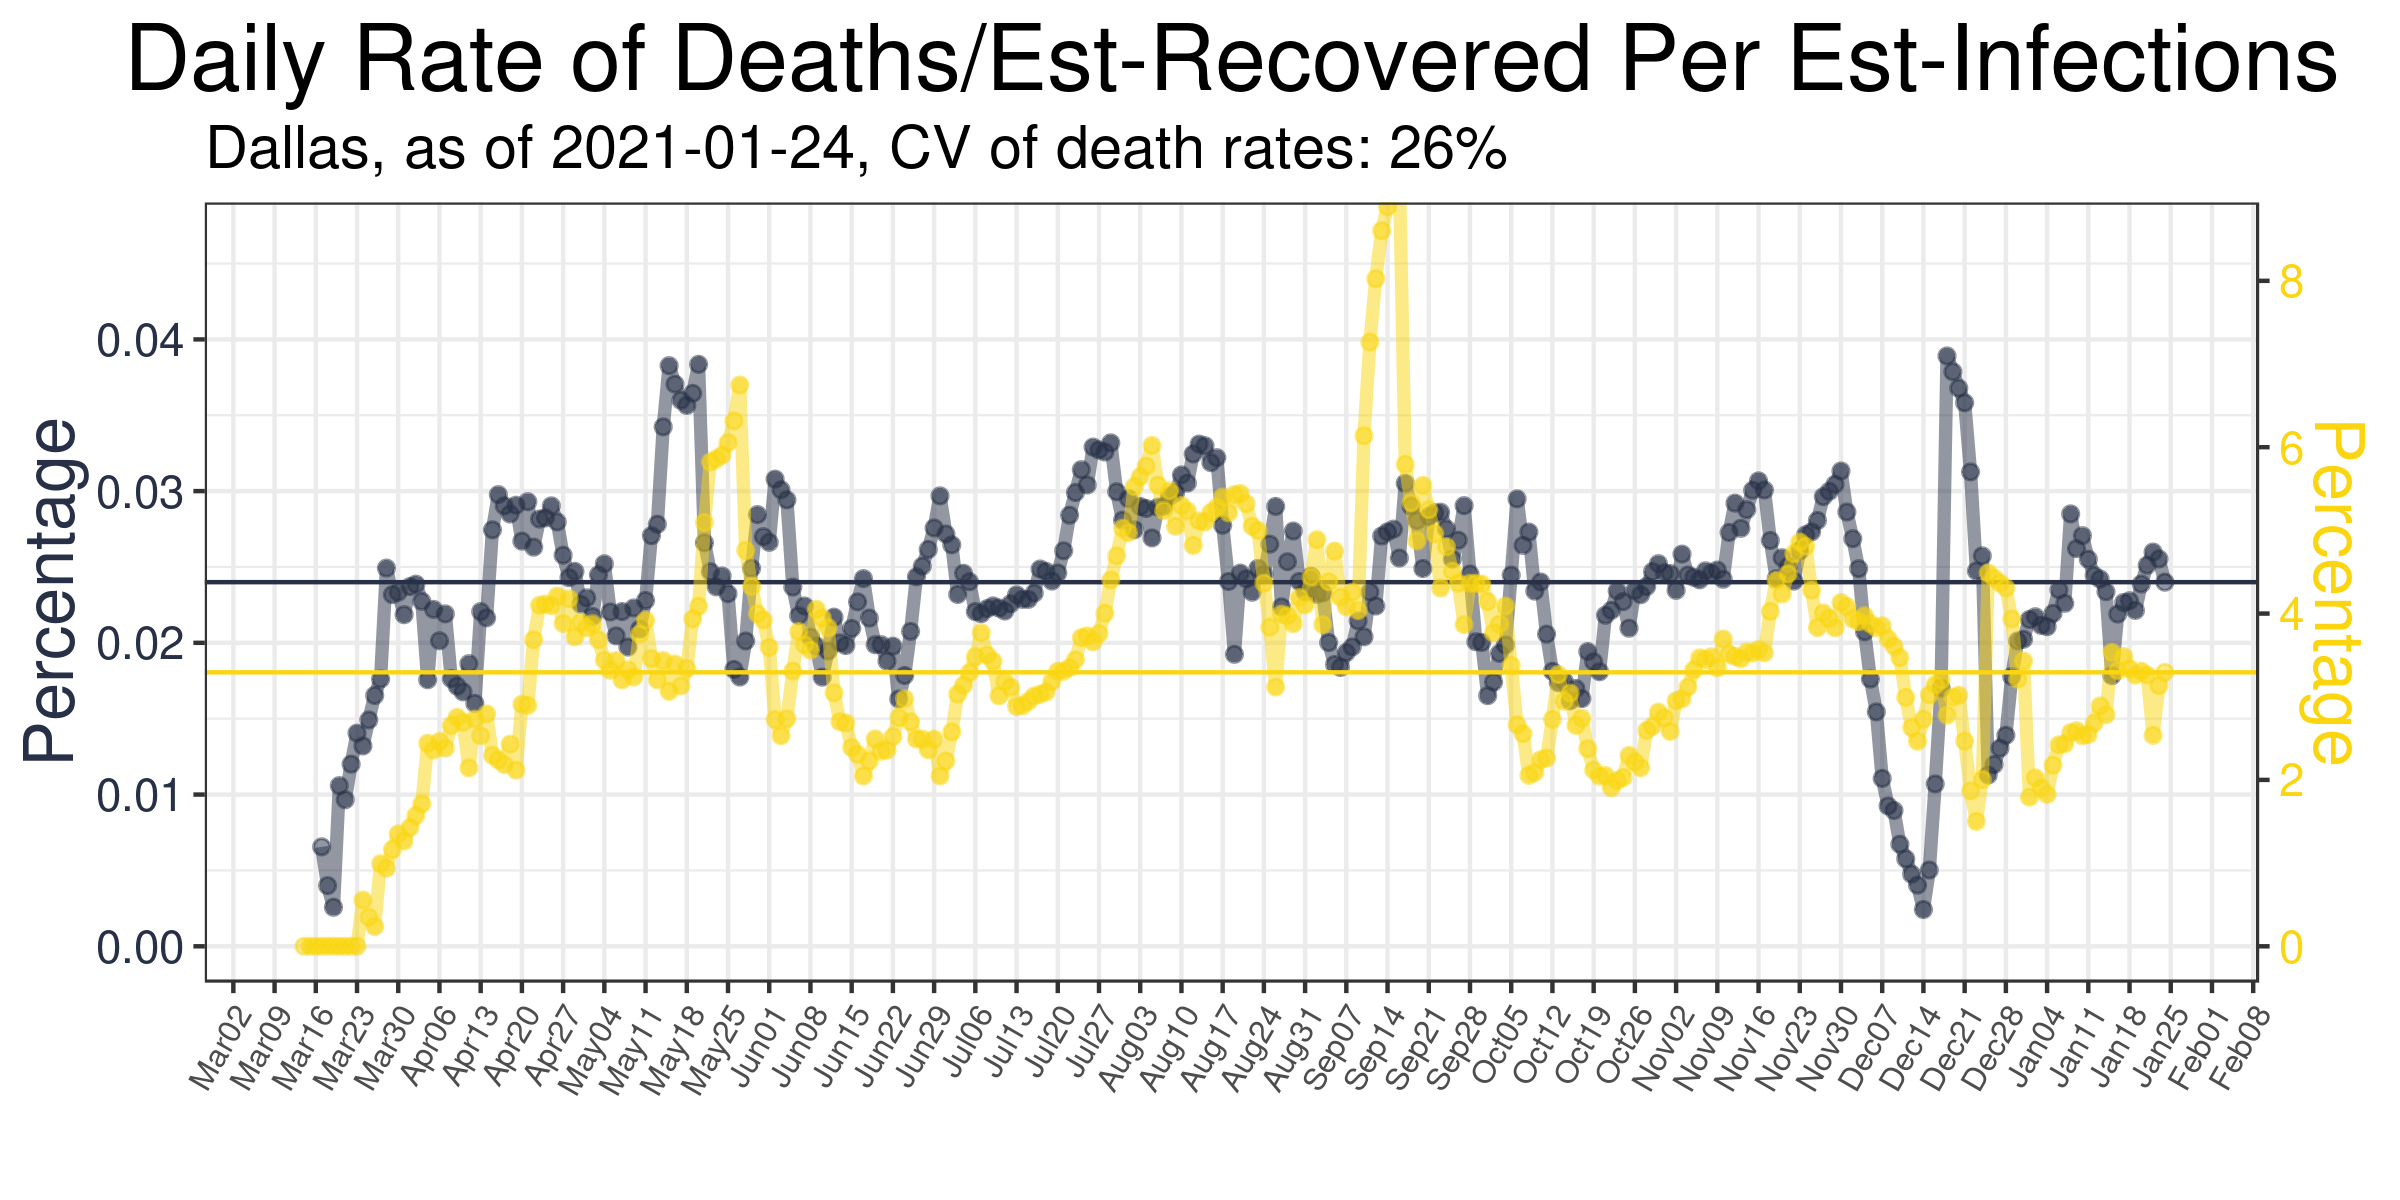 Daily Rate of Deaths/Est-Recovered Per Est-Infections
Dallas, as of 2021-01-24, CV of death rates: 26%
Percentage
0.04
0.03
0.02
0.01
0.00
8
6
4
2
0
Percentage
Mar02 Mar09 Mar16 Mar23 Mar30 Apr06 Apr13 Apr20 Apr27 May04 May11 May18 May25 Jun01 Jun08 Jun15 Jun22 Jun29 Jul06 Jul13 Jul20 Jul27 Aug03 Aug10 Aug17 Aug24 Aug31 Sep07 Sep14 Sep21 Sep28 Oct05 Oct12 Oct19 Oct26 Nov02 Nov09 Nov16 Nov23 Nov30 Dec07 Dec14 Dec21 Dec28 Jan04 Jan11 Jan18 Jan25 Feb01 Feb08